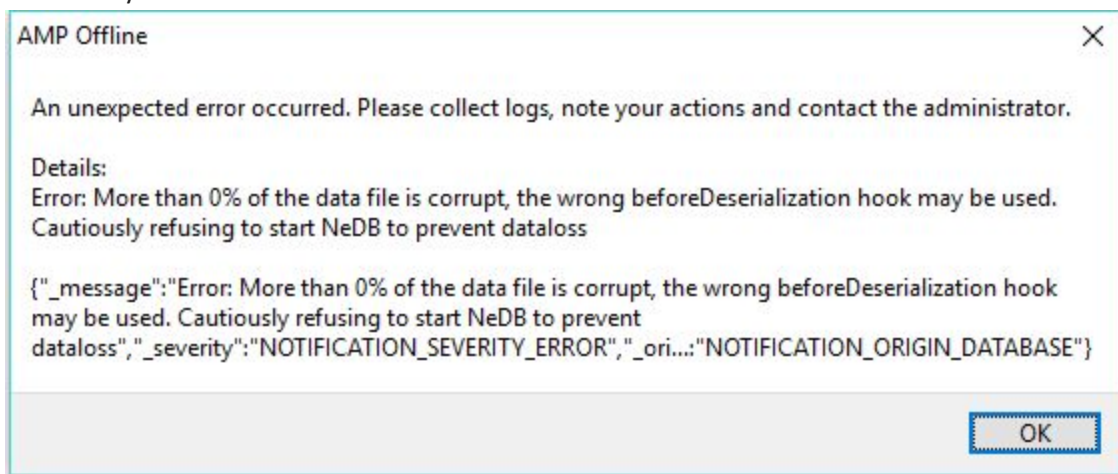 AMP Offline
An unexpected error occurred. Please collect logs, note your actions and contact the administrator.
Details:
Error: More than 0% of the data file is corrupt, the wrong beforeDeserialization hook may be used.
Cautiously refusing to start NeDB to prevent dataloss
{"_message":"Error: More than 0% of the data file is corrupt, the wrong beforeDeserialization hook
may be used. Cautiously refusing to start NeDB to prevent
dataloss","_severity":"NOTIFICATION_SEVERITY_ERROR","_ori...:"NOTIFICATION_ORIGIN_DATABASE"}
OK